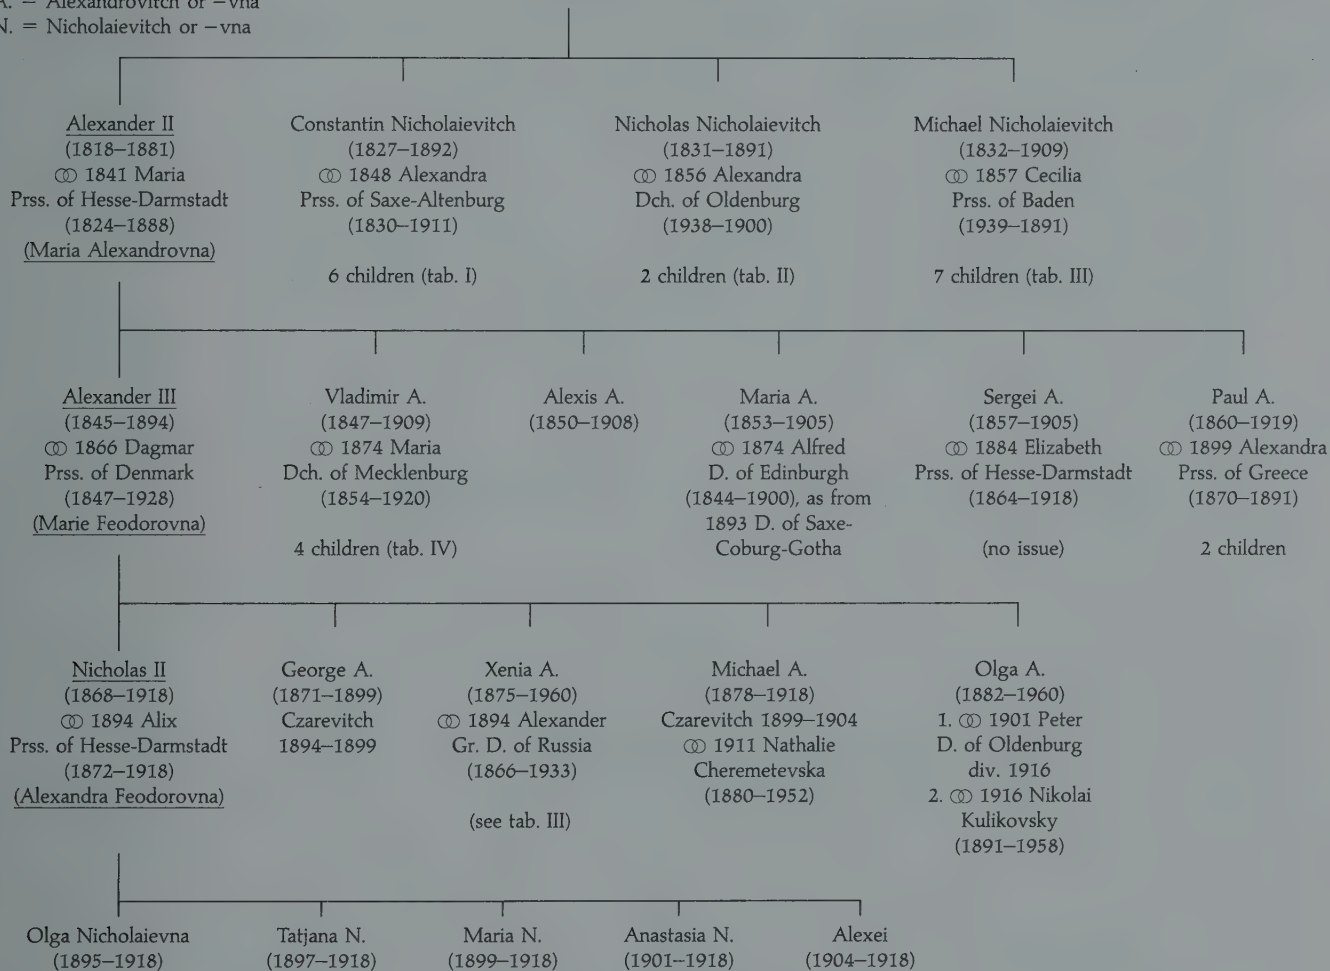 A. = Alexandrovitch or –vna
N. = Nicholaievitch or –vna
Alexander II
(1818–1881)
⚭ 1841 Maria
Prss. of Hesse-Darmstadt
(1824–1888)
(Maria Alexandrovna)
Constantin Nicholaievitch
(1827–1892)
⚭ 1848 Alexandra
Prss. of Saxe-Altenburg
(1830–1911)
6 children (tab. I)
Nicholas Nicholaievitch
(1831–1891)
⚭ 1856 Alexandra
Dch. of Oldenburg
(1938–1900)
2 children (tab. II)
Michael Nicholaievitch
(1832–1909)
⚭ 1857 Cecilia
Prss. of Baden
(1939–1891)
7 children (tab. III)
Alexander III
(1845–1894)
⚭ 1866 Dagmar
Prss. of Denmark
(1847–1928)
(Marie Feodorovna)
Vladimir A.
(1847–1909)
⚭ 1874 Maria
Dch. of Mecklenburg
(1854–1920)
4 children (tab. IV)
Alexis A.
(1850–1908)
Maria A.
(1853–1905)
⚭ 1874 Alfred
D. of Edinburgh
(1844–1900), as from
1893 D. of Saxe-
Coburg-Gotha
Sergei A.
(1857–1905)
⚭ 1884 Elizabeth
Prss. of Hesse-Darmstadt
(1864–1918)
(no issue)
Paul A.
(1860–1919)
⚭ 1899 Alexandra
Prss. of Greece
(1870–1891)
2 children
Nicholas II
(1868–1918)
⚭ 1894 Alix
Prss. of Hesse-Darmstadt
(1872–1918)
(Alexandra Feodorovna)
George A.
(1871–1899)
Czarevitch
1894–1899
Xenia A.
(1875–1960)
⚭ 1894 Alexander
Gr. D. of Russia
(1866–1933)
(see tab. III)
Michael A.
(1878–1918)
Czarevitch 1899–1904
⚭ 1911 Nathalie
Cheremetevska
(1880–1952)
Olga A.
(1882–1960)
1. ⚭ 1901 Peter
D. of Oldenburg
div. 1916
2. ⚭ 1916 Nikolai
Kulikovsky
(1891–1958)
Olga Nicholaievna
(1895–1918)
Tatjana N.
(1897–1918)
Maria N.
(1899–1918)
Anastasia N.
(1901–1918)
Alexei
(1904–1918)